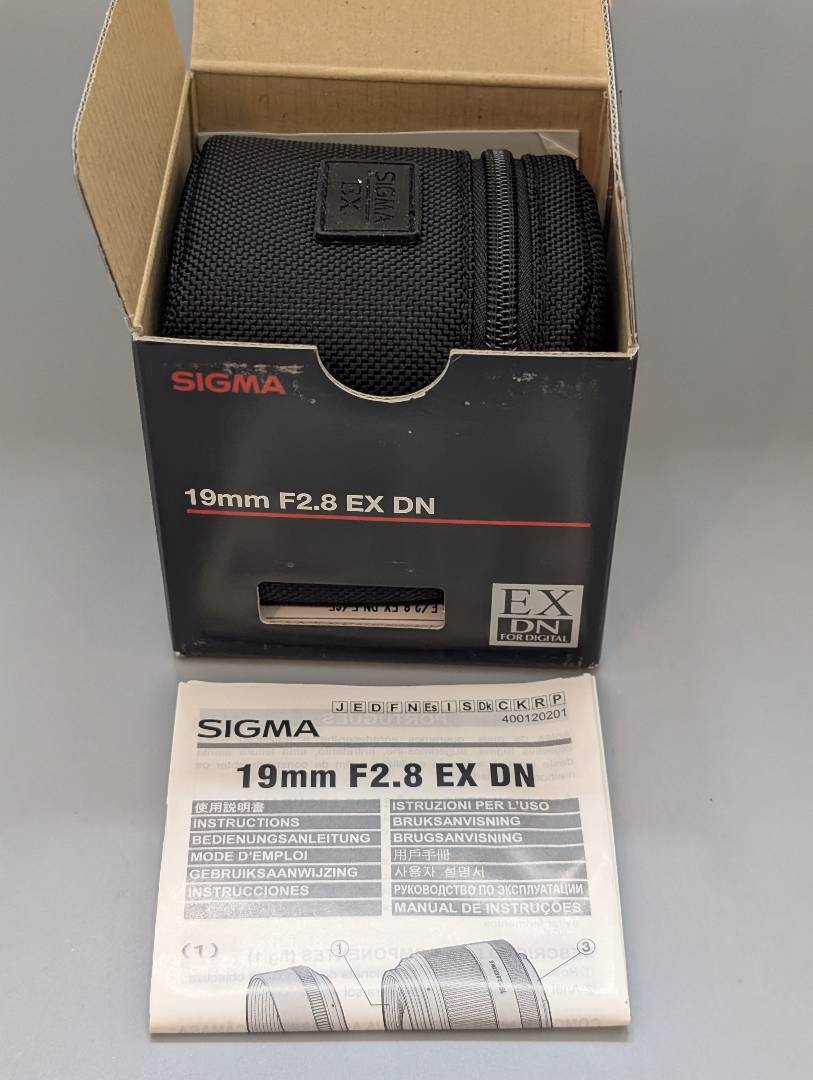 SIGMA
EX
SIGMA
19mm F2.8 EX DN
EX
DN
FOR DIGITAL
J E D F N Es I S Dk C K R P
400120201
SIGMA
19mm F2.8 EX DN
使用説明書
INSTRUCTIONS
BEDIENUNGSANLEITUNG
MODE D'EMPLOI
GEBRUIKSAANWIJZING
INSTRUCCIONES
ISTRUZIONI PER L'USO
BRUKSANVISNING
BRUGSANVISNING
用戶手冊
사용자 설명서
РУКОВОДСТВО ПО ЭКСПЛУАТАЦИИ
MANUAL DE INSTRUÇÕES
(1)
①
③